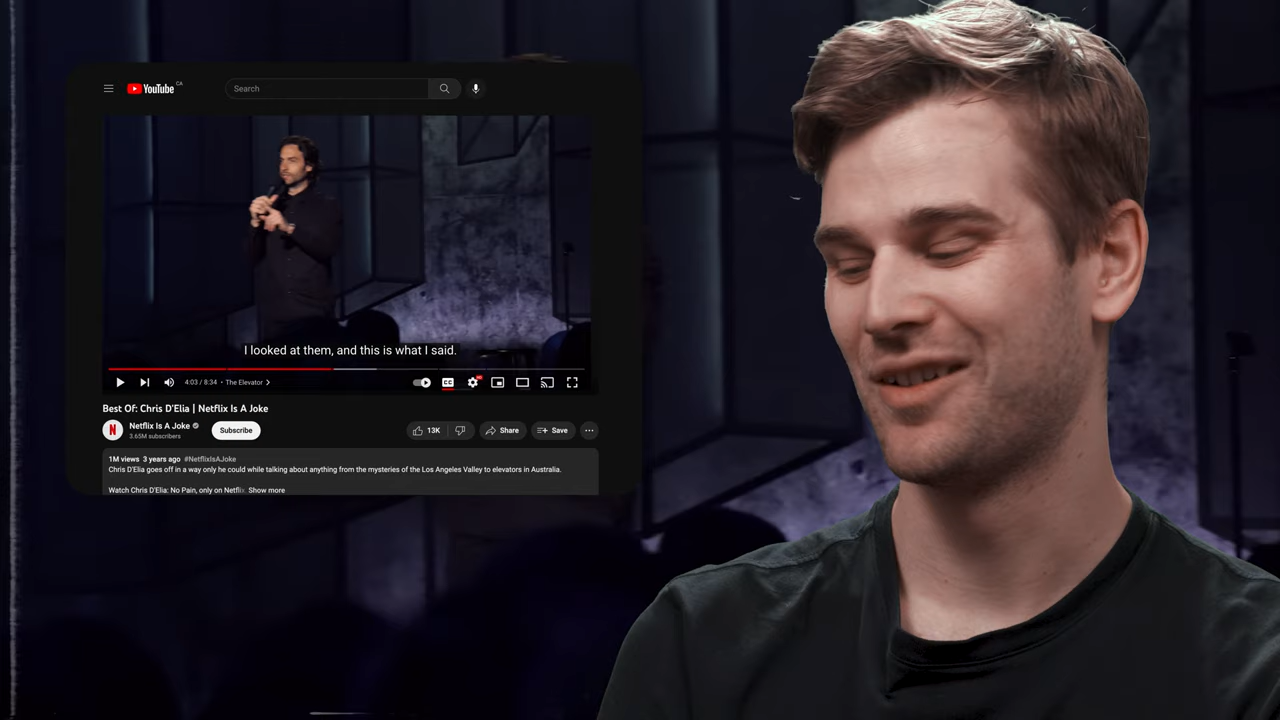 YouTube CA
Search
I looked at them, and this is what I said.
4:03 / 8:34 • The Elevator
CC
Best Of: Chris D'Elia | Netflix Is A Joke
N
Netflix Is A Joke
3.65M subscribers
Subscribe
13K
Share
Save
1M views 3 years ago #NetflixIsAJoke
Chris D'Elia goes off in a way only he could while talking about anything from the mysteries of the Los Angeles Valley to elevators in Australia.
Watch Chris D'Elia: No Pain, only on Netflix. Show more